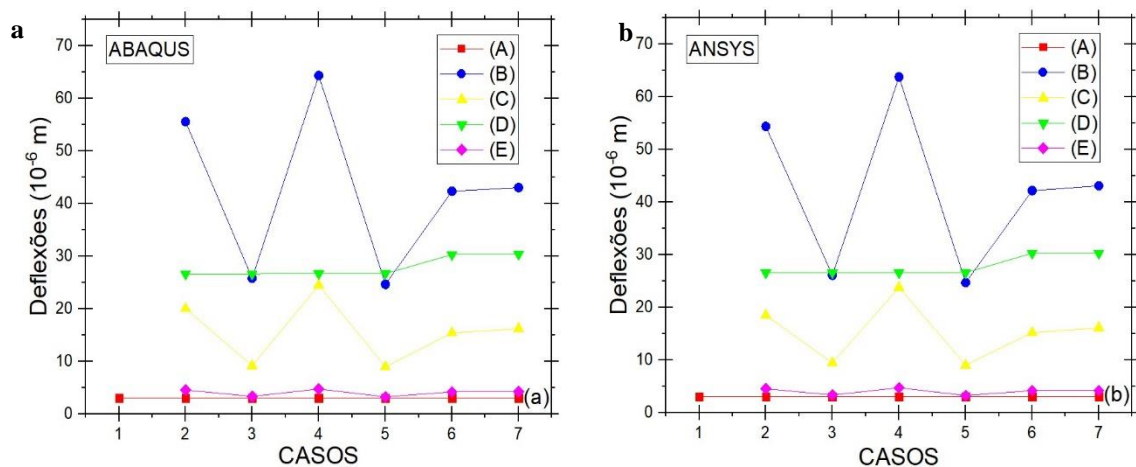 a
ABAQUS
(A)
(B)
(C)
(D)
(E)
Deflexões (10⁻⁶ m)
70
60
50
40
30
20
10
0
1 2 3 4 5 6 7
CASOS
(a)
b
ANSYS
(A)
(B)
(C)
(D)
(E)
Deflexões (10⁻⁶ m)
70
60
50
40
30
20
10
0
1 2 3 4 5 6 7
CASOS
(b)